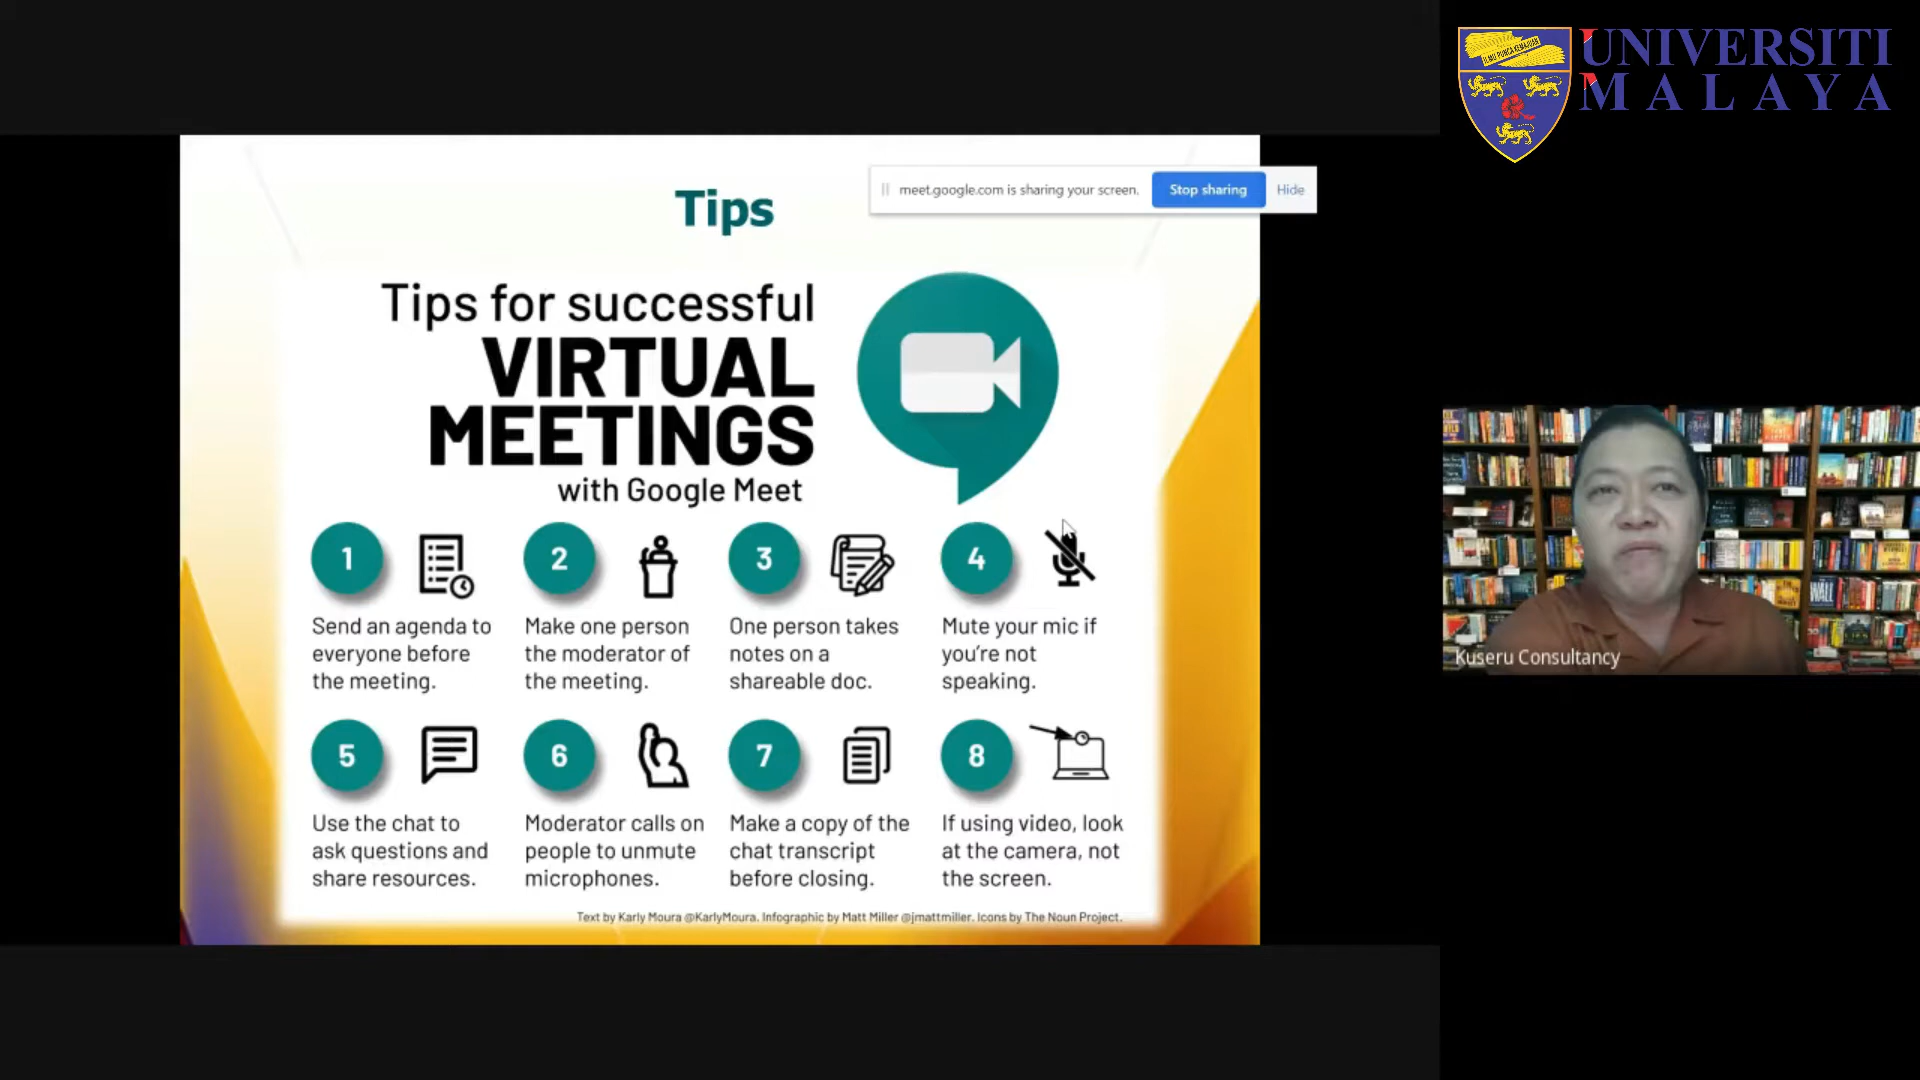 UNIVERSITI
MALAYA
ILMU PUNCA KEMAJUAN
Tips
meet.google.com is sharing your screen.
Stop sharing
Hide
Tips for successful
VIRTUAL
MEETINGS
with Google Meet
1
Send an agenda to
everyone before
the meeting.
2
Make one person
the moderator of
the meeting.
3
One person takes
notes on a
shareable doc.
4
Mute your mic if
you're not
speaking.
5
Use the chat to
ask questions and
share resources.
6
Moderator calls on
people to unmute
microphones.
7
Make a copy of the
chat transcript
before closing.
8
If using video, look
at the camera, not
the screen.
Text by Karly Moura @KarlyMoura. Infographic by Matt Miller @jmattmiller. Icons by The Noun Project.
Kuseru Consultancy
WALL